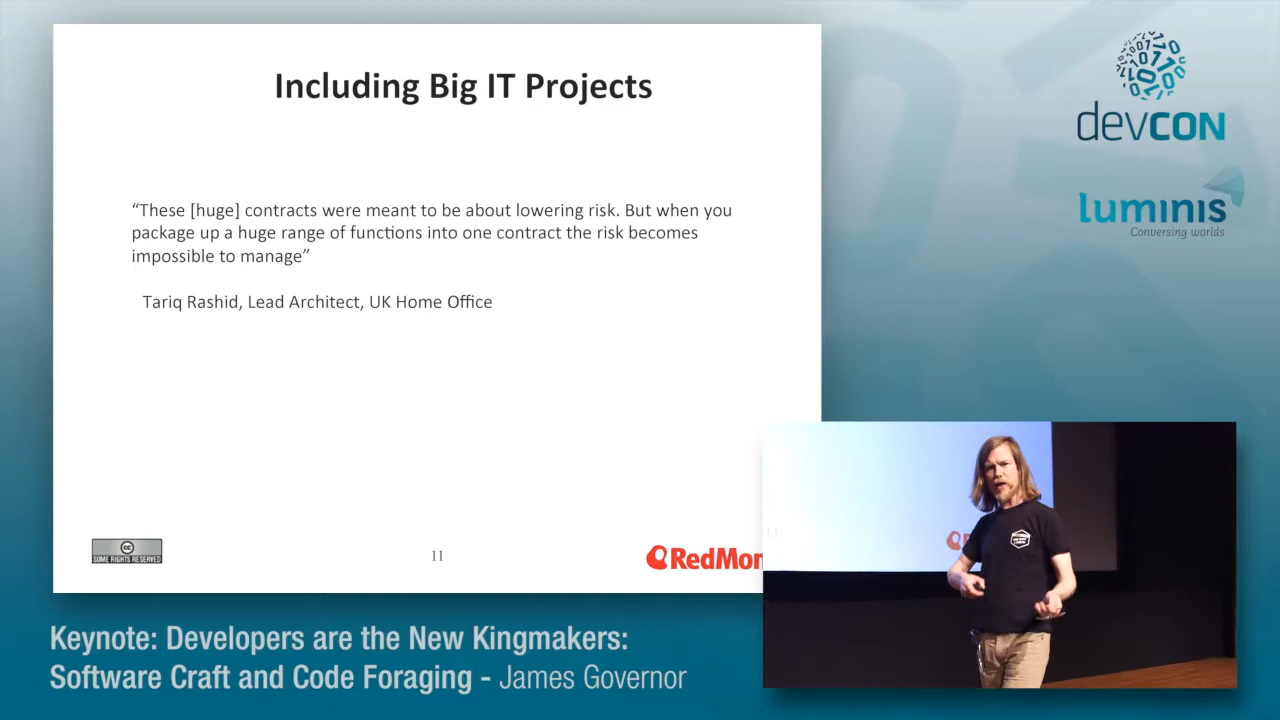 Including Big IT Projects
“These [huge] contracts were meant to be about lowering risk. But when you
package up a huge range of functions into one contract the risk becomes
impossible to manage”
Tariq Rashid, Lead Architect, UK Home Office
SOME RIGHTS RESERVED
11
RedMon
devCON
luminis
Conversing worlds
Keynote: Developers are the New Kingmakers:
Software Craft and Code Foraging - James Governor